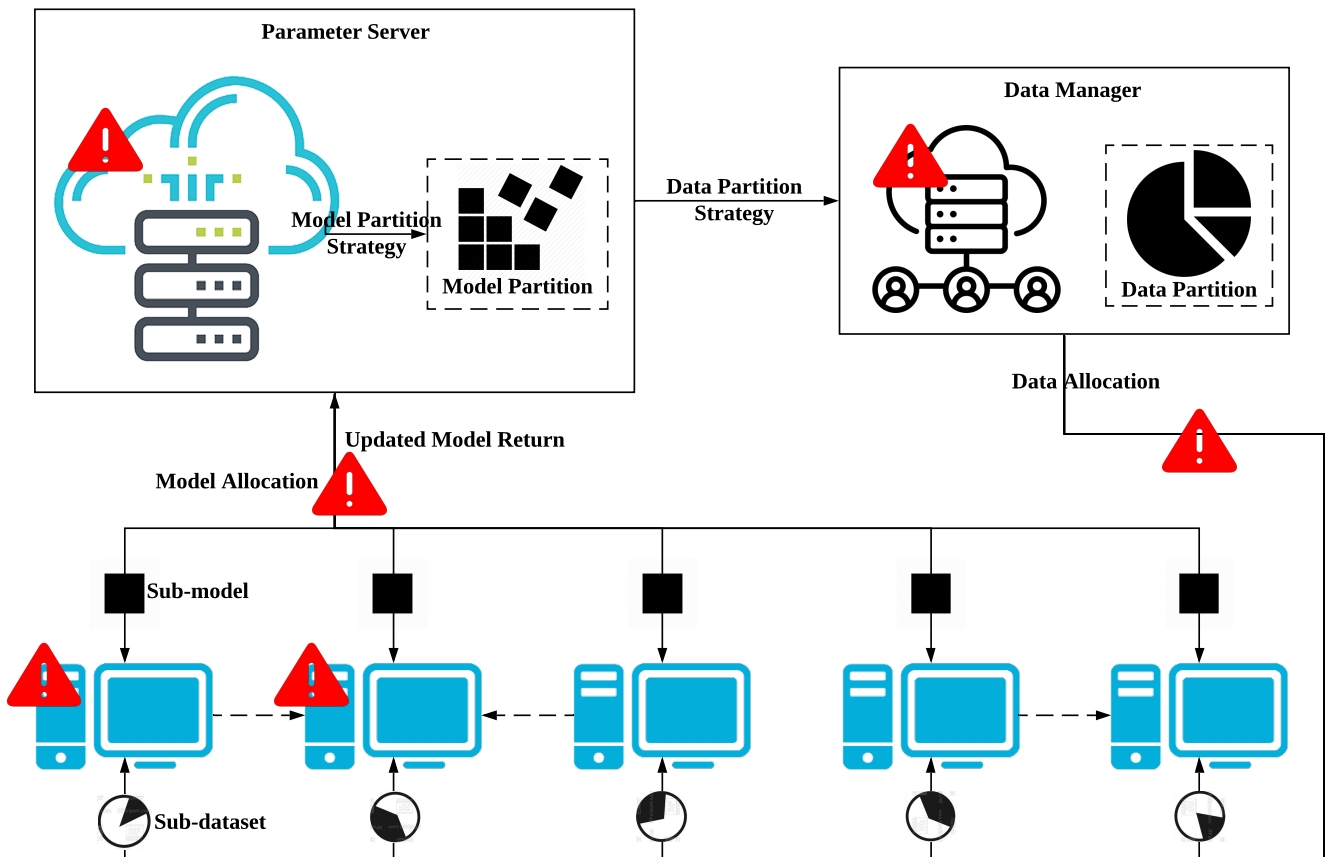 Parameter Server
Data Manager
Model Partition
Strategy
Model Partition
Data Partition
Strategy
Data Partition
Data Allocation
Updated Model Return
Model Allocation
Sub-model
Sub-dataset